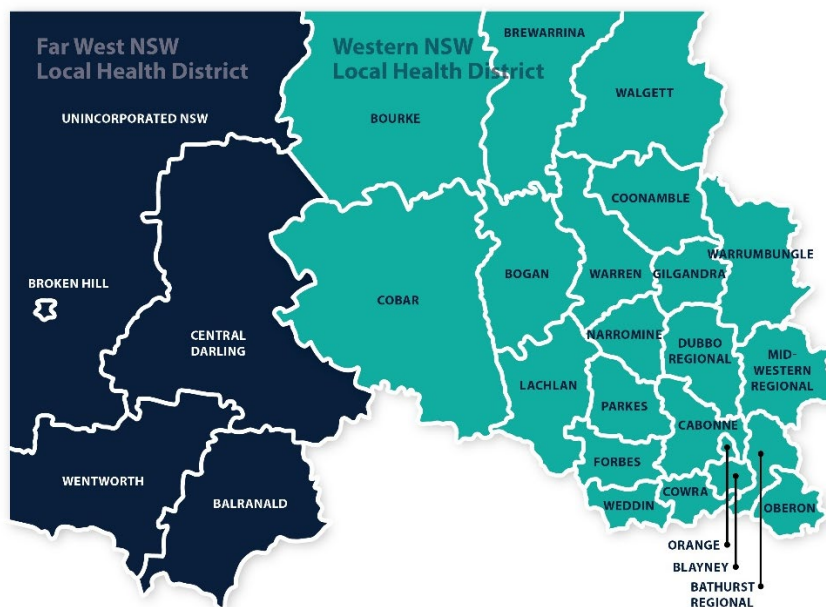 Far West NSW
Local Health District
Western NSW
Local Health District
BREWARRINA
WALGETT
UNINCORPORATED NSW
BOURKE
COONAMBLE
WARRUMBUNGLE
BROKEN HILL
COBAR
BOGAN
WARREN
GILGANDRA
CENTRAL
DARLING
NARROMINE
DUBBO
REGIONAL
MID-
WESTERN
REGIONAL
LACHLAN
PARKES
CABONNE
FORBES
WENTWORTH
BALRANALD
WEDDIN
COWRA
OBERON
ORANGE
BLAYNEY
BATHURST
REGIONAL